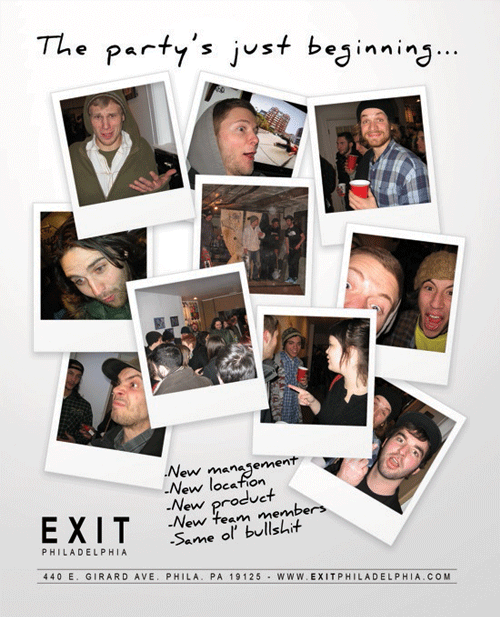 The party's just beginning...
-New management
-New location
-New product
-New team members
-Same ol' bullshit
EXIT
PHILADELPHIA
440 E. GIRARD AVE. PHILA. PA 19125 - WWW.EXITPHILADELPHIA.COM